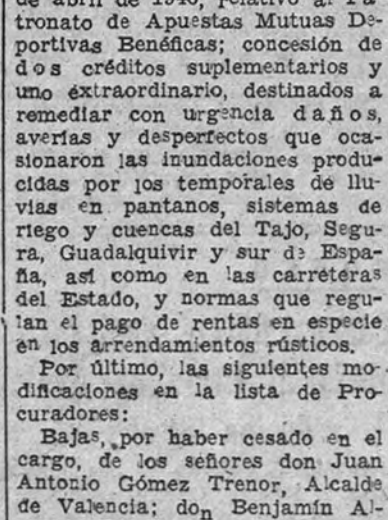 de abril de 1946, relativo al Pa-
tronato de Apuestas Mutuas De-
portivas Benéficas; concesión de
dos créditos suplementarios y
uno extraordinario, destinados a
remediar con urgencia daños,
averías y desperfectos que oca-
sionaron las inundaciones produ-
cidas por los temporales de llu-
vias en pantanos, sistemas de
riego y cuencas del Tajo, Segu-
ra, Guadalquivir y sur de Espa-
ña, así como en las carreteras
del Estado, y normas que regu-
lan el pago de rentas en especie
en los arrendamientos rústicos.
Por último, las siguientes mo-
dificaciones en la lista de Pro-
curadores:
Bajas, por haber cesado en el
cargo, de los señores don Juan
Antonio Gómez Trenor, Alcalde
de Valencia; don Benjamín Al-